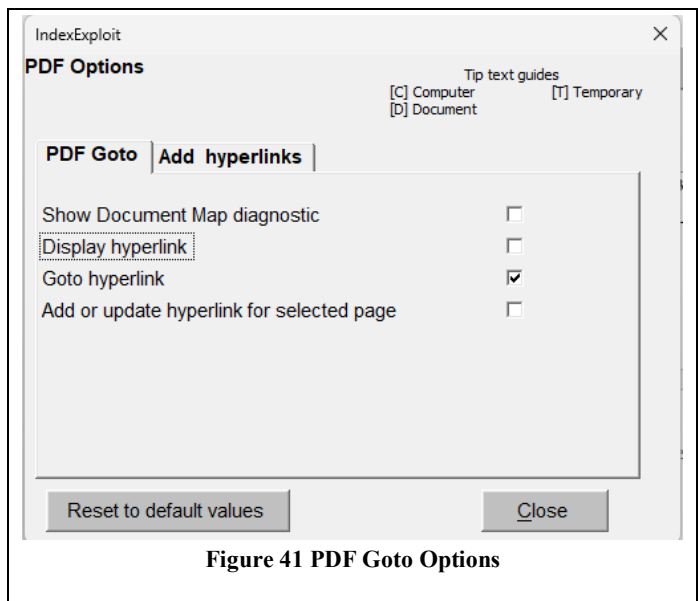 IndexExploit
PDF Options
Tip text guides
[C] Computer [T] Temporary
[D] Document
PDF Goto Add hyperlinks
Show Document Map diagnostic
Display hyperlink
Goto hyperlink
Add or update hyperlink for selected page
Reset to default values Close
Figure 41 PDF Goto Options